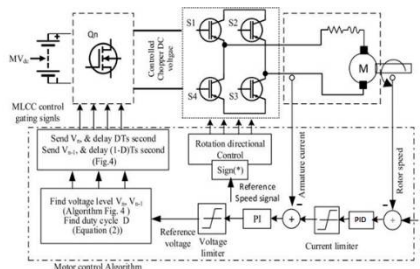 Qn
S1
S2
MVdc
Controlled
Chopper DC
voltgae
M
S4
S3
MLCC control
gating signls
Send Vn, & delay DTs second
Send Vn-1, & delay (1-D)Ts second
(Fig.4)
Rotation directional
Control
Sign(*)
Armature current
Rotor speed
Reference
Speed signal
Find voltage level Vn, Vn-1
(Algorithm Fig. 4 )
Find duty cycle D
(Equation (2))
Reference
voltage
Voltage
limiter
PI
+
-
Current limiter
PID
+
-
Motor control Algorithm